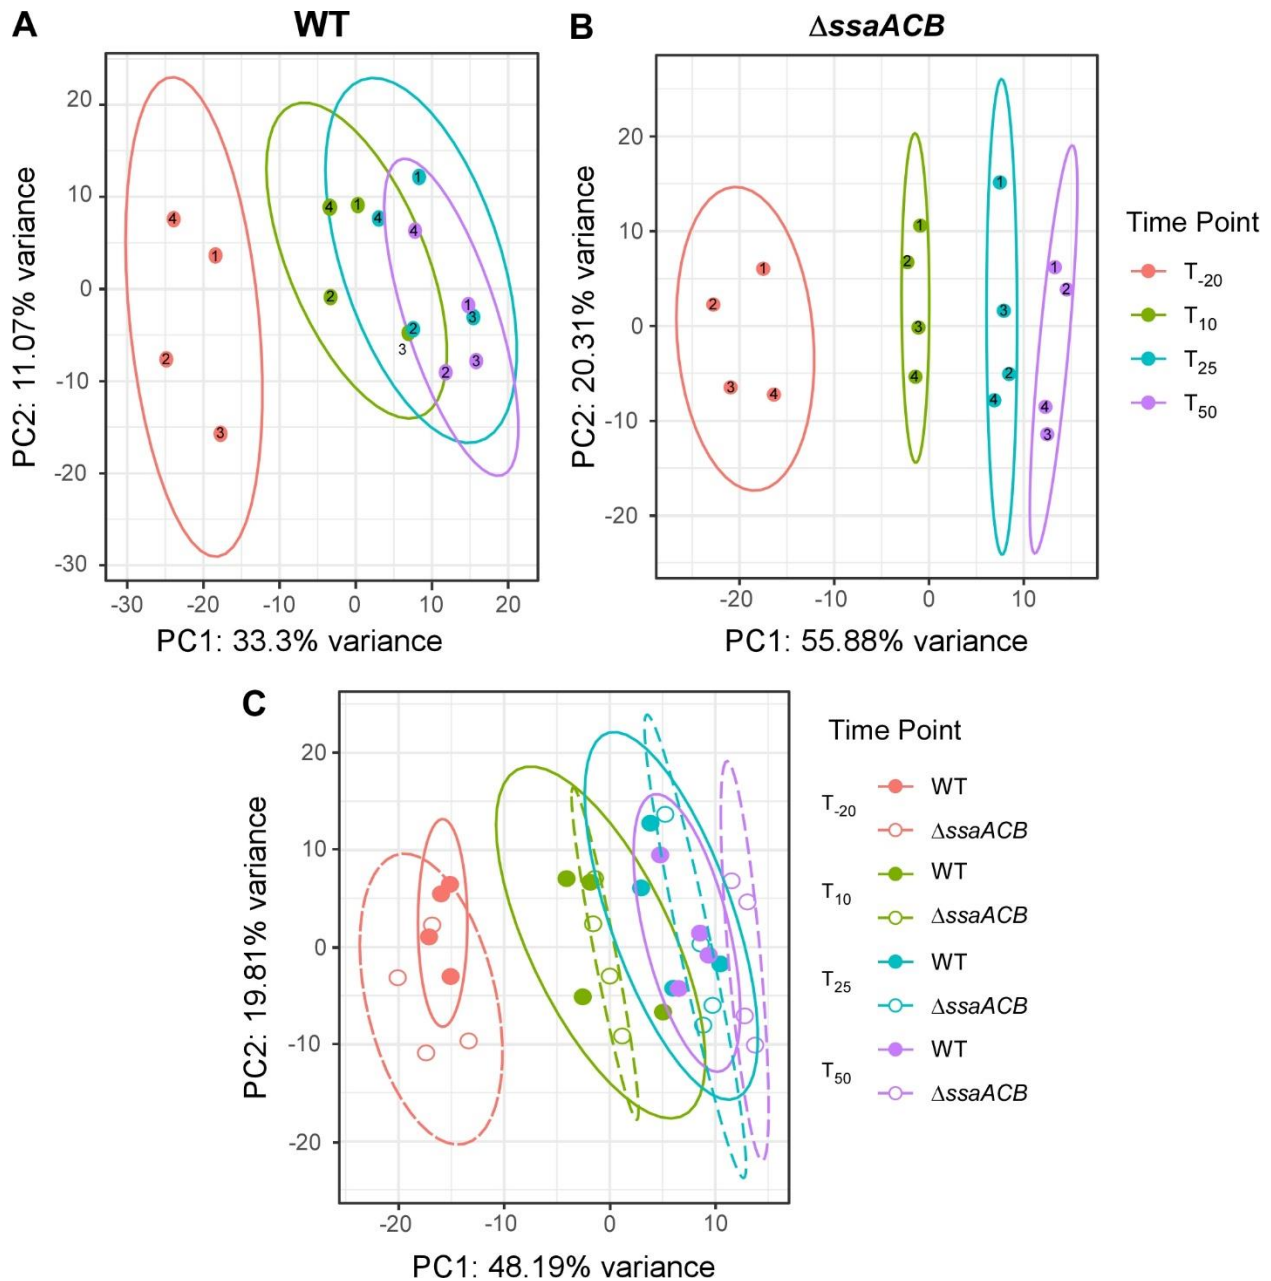 A
WT
20
10
0
-10
-20
-30
PC2: 11.07% variance
4
1
2
3
4
1
2
3
1
4
2
3
4
1
2
3
-30
-20
-10
0
10
20
PC1: 33.3% variance
B
ΔssaACB
20
10
0
-10
-20
PC2: 20.31% variance
1
2
3
4
1
2
3
4
1
3
2
4
1
2
4
3
-20
-10
0
10
PC1: 55.88% variance
Time Point
T-20
T10
T25
T50
C
20
10
0
-10
-20
PC2: 19.81% variance
-20
-10
0
10
PC1: 48.19% variance
Time Point
T-20
WT
ΔssaACB
T10
WT
ΔssaACB
T25
WT
ΔssaACB
T50
WT
ΔssaACB